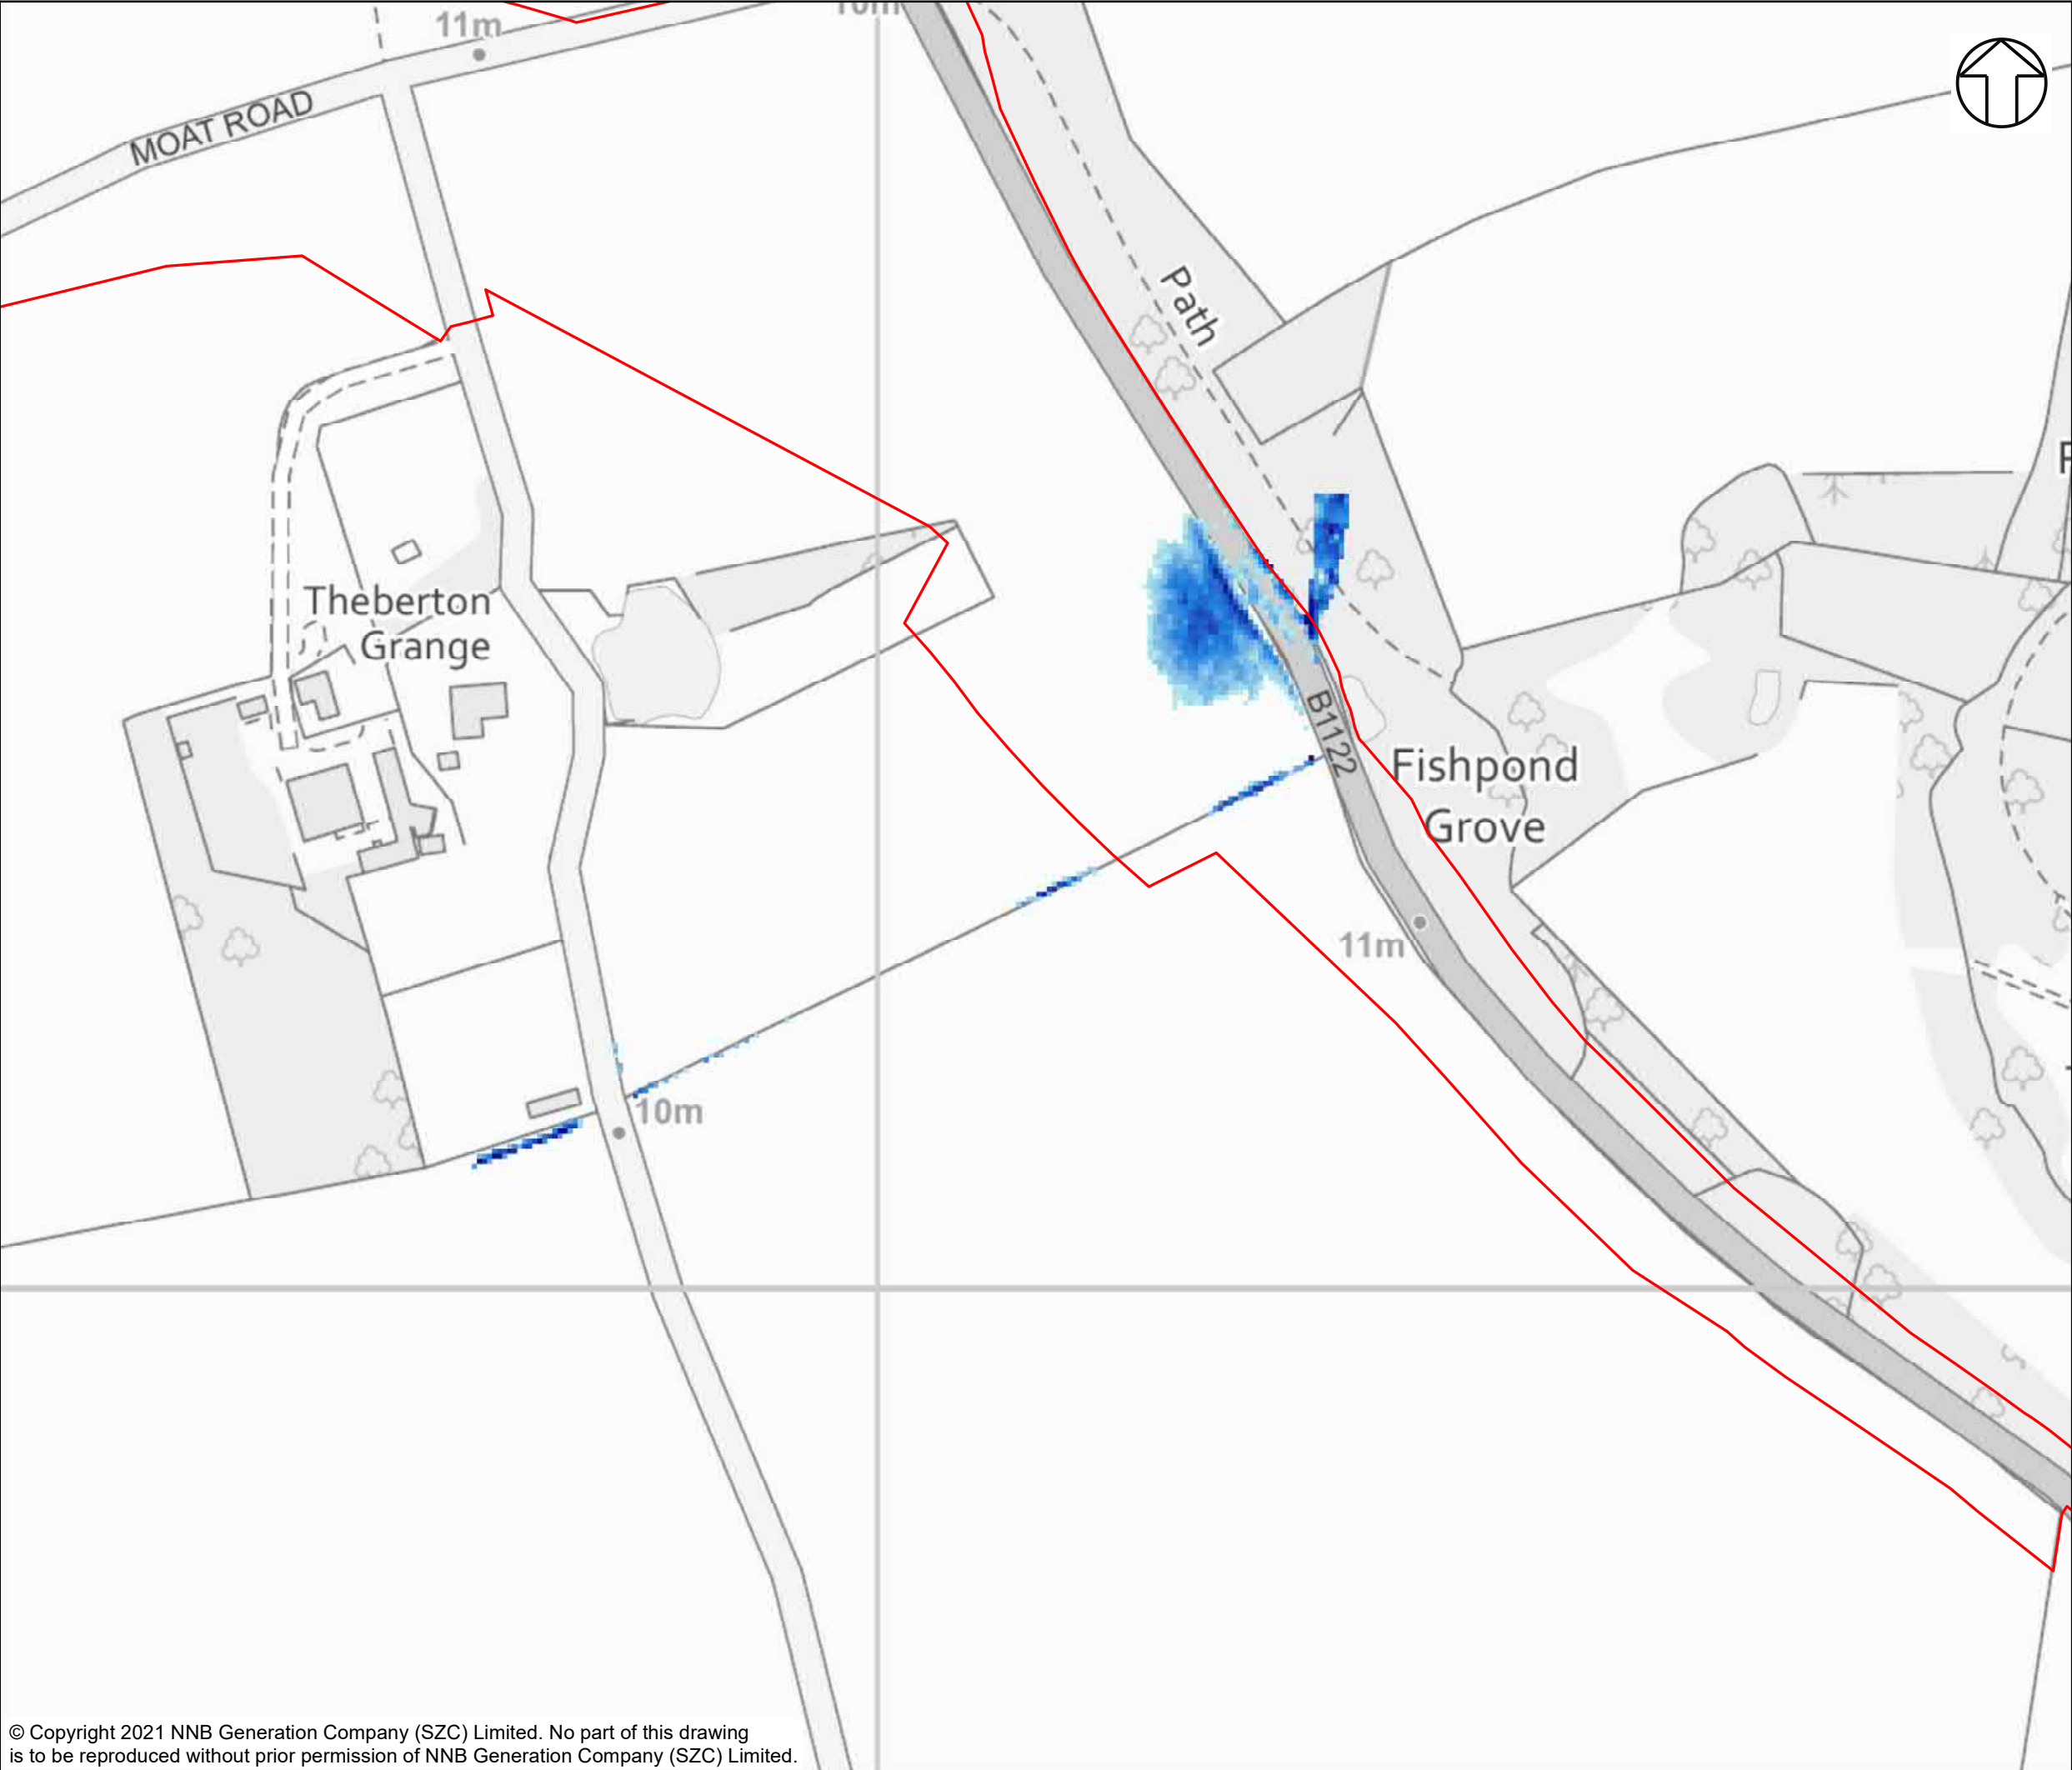 11m
MOAT ROAD
Path
Theberton
Grange
B1122
Fishpond
Grove
11m
10m
© Copyright 2021 NNB Generation Company (SZC) Limited. No part of this drawing
is to be reproduced without prior permission of NNB Generation Company (SZC) Limited.